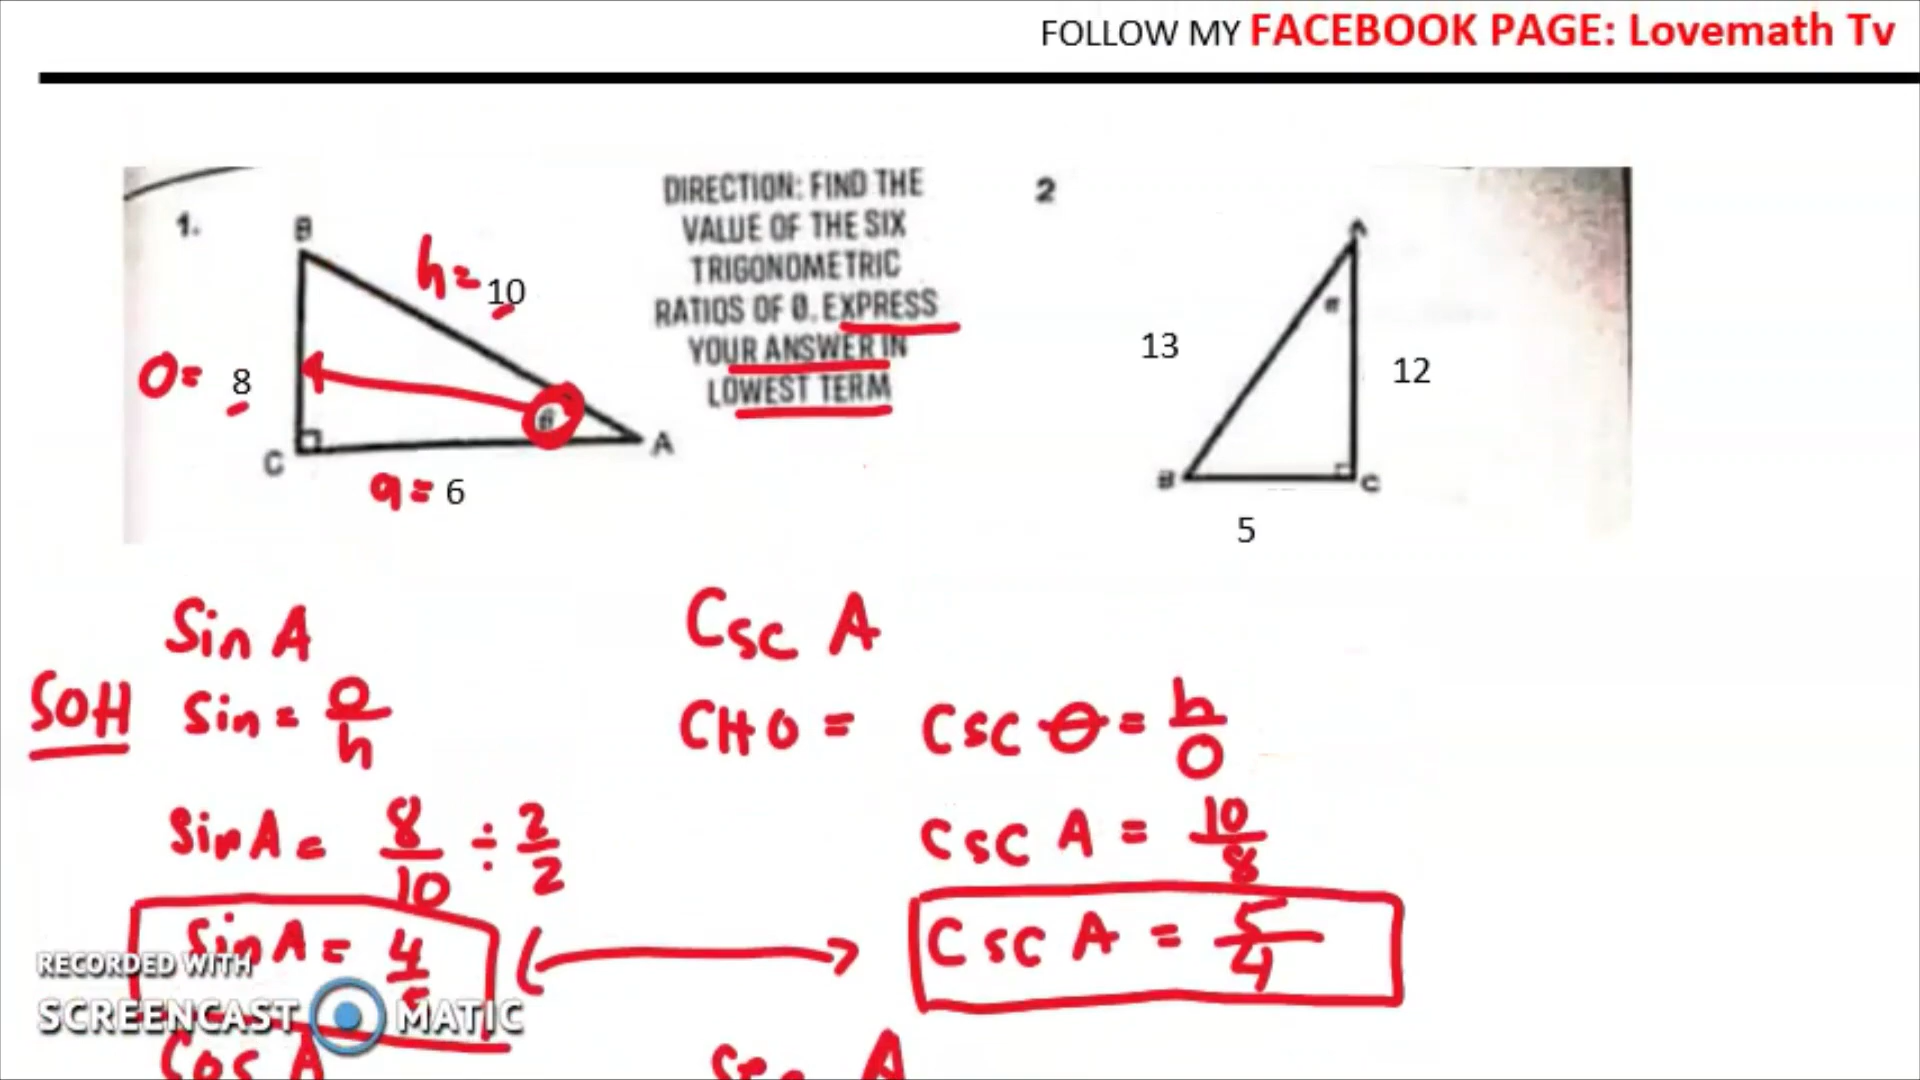 FOLLOW MY FACEBOOK PAGE: Lovemath Tv
1.
B
h = 10
O = 8
θ
C
A
a = 6
DIRECTION: FIND THE
VALUE OF THE SIX
TRIGONOMETRIC
RATIOS OF θ. EXPRESS
YOUR ANSWER IN
LOWEST TERM
2
A
13
12
B
C
5
Sin A
SOH Sin = o/h
Sin A = 8/10 ÷ 2/2
Sin A = 4/5
Cos A
Csc A
CHO = Csc θ = h/o
Csc A = 10/8
Csc A = 5/4
Sec A
RECORDED WITH
SCREENCAST MATIC